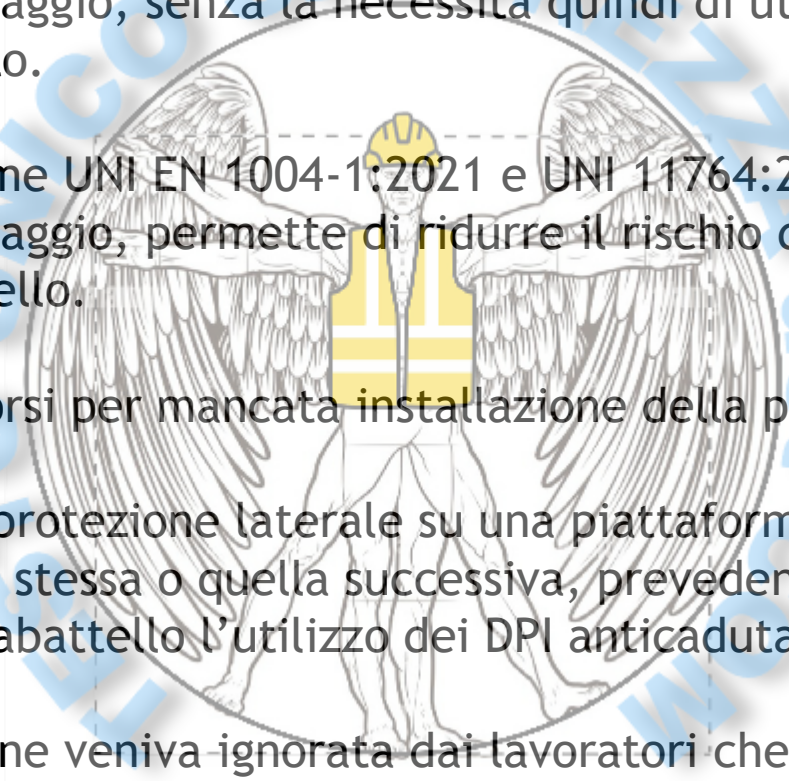 aggio, senza la necessità quindi di ut
o.
me UNI EN 1004-1:2021 e UNI 11764:2
aggio, permette di ridurre il rischio
ello.
rsi per mancata installazione della p
protezione laterale su una piattaform
stessa o quella successiva, preveden
abattello l'utilizzo dei DPI anticaduta
ne veniva ignorata dai lavoratori che